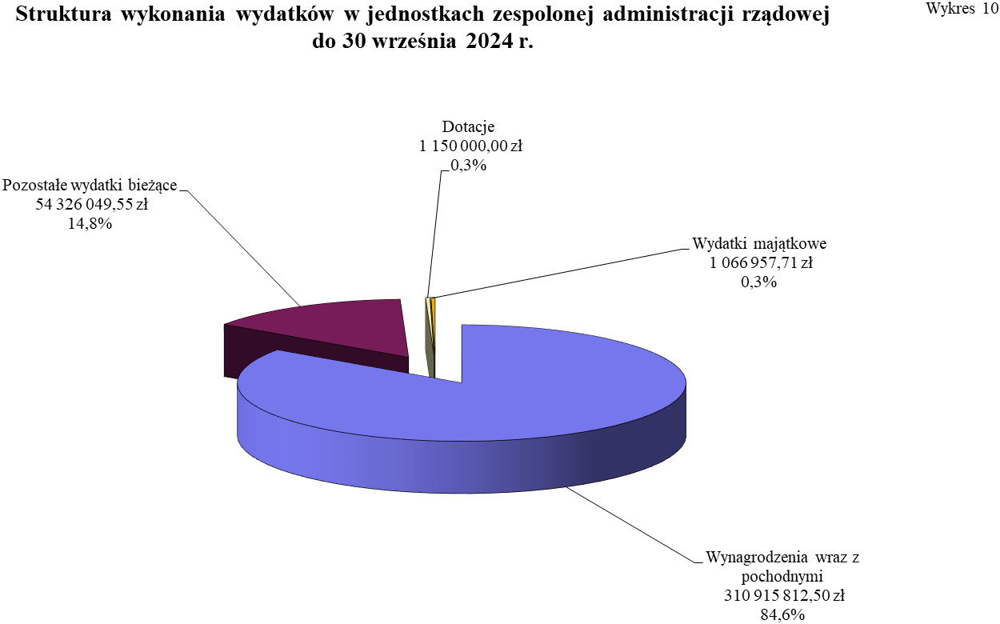 Struktura wykonania wydatków w jednostkach zespolonej administracji rządowej
do 30 września 2024 r.
Wykres 10
Dotacje
1 150 000,00 zł
0,3%
Pozostałe wydatki bieżące
54 326 049,55 zł
14,8%
Wydatki majątkowe
1 066 957,71 zł
0,3%
Wynagrodzenia wraz z
pochodnymi
310 915 812,50 zł
84,6%